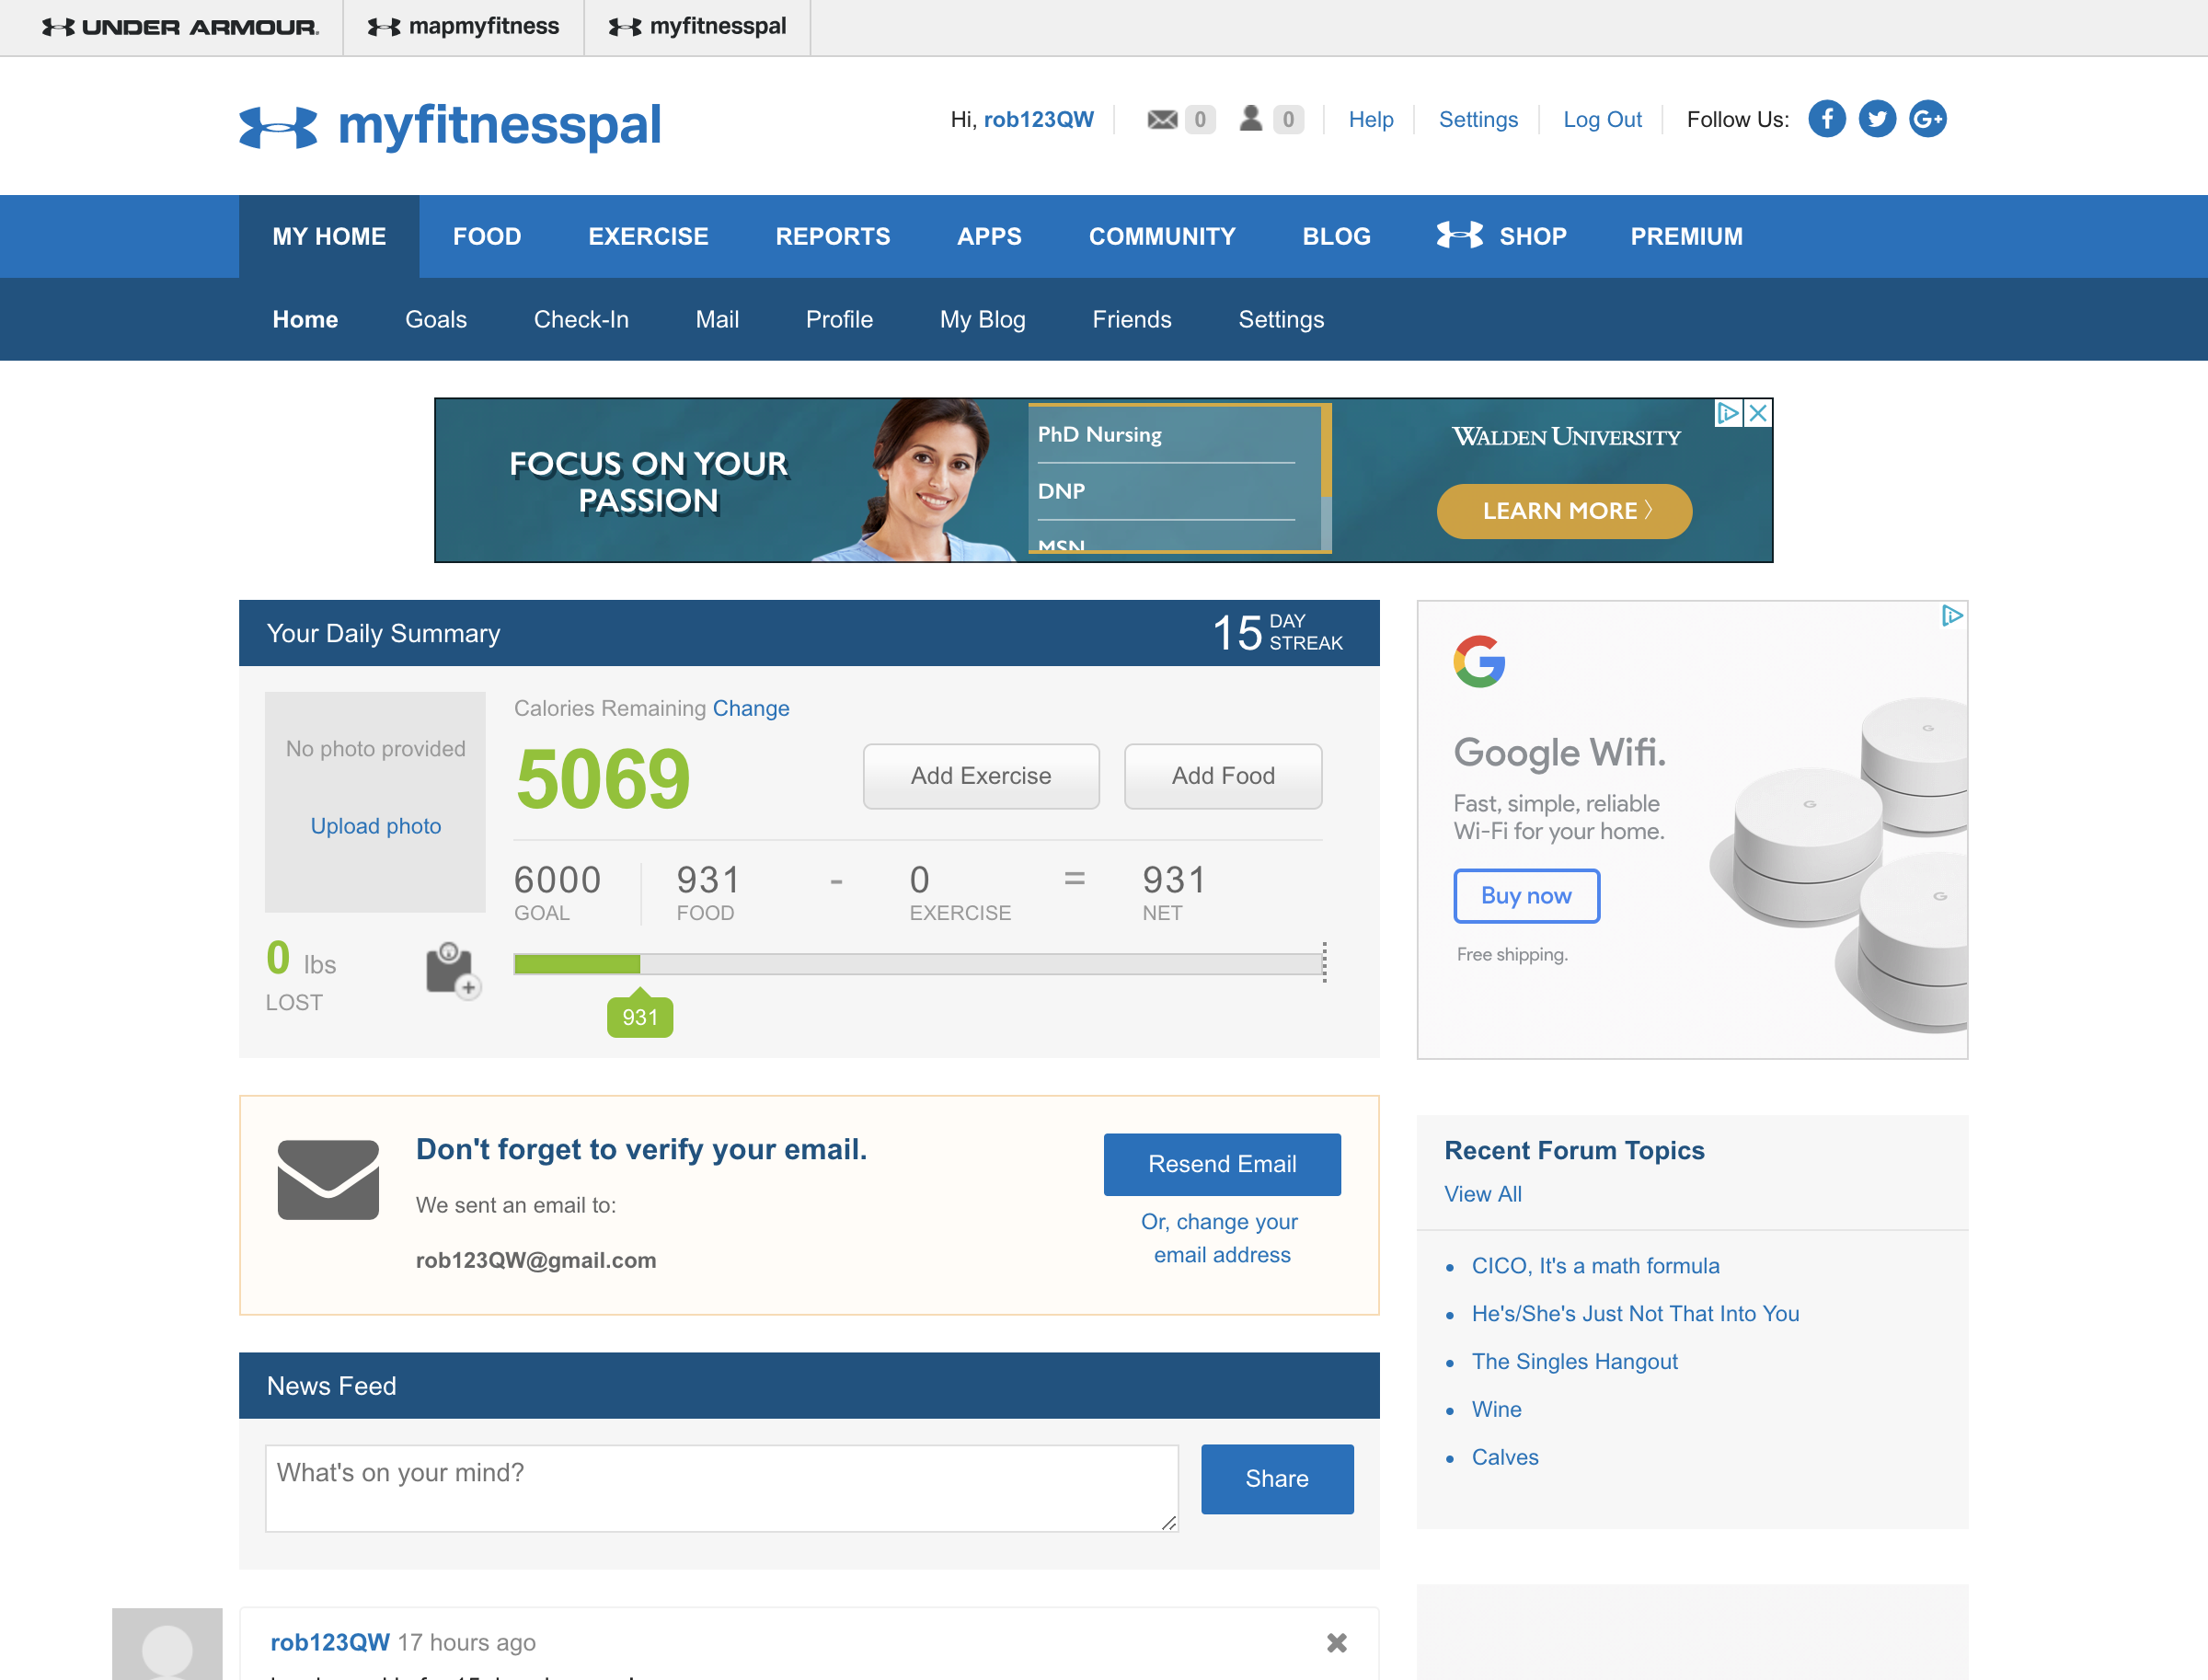 UNDER ARMOUR.
mapmyfitness
myfitnesspal
myfitnesspal
Hi, rob123QW
0
0
Help
Settings
Log Out
Follow Us:
MY HOME
FOOD
EXERCISE
REPORTS
APPS
COMMUNITY
BLOG
SHOP
PREMIUM
Home
Goals
Check-In
Mail
Profile
My Blog
Friends
Settings
FOCUS ON YOUR
PASSION
PhD Nursing
DNP
MSN
WALDEN UNIVERSITY
LEARN MORE
Your Daily Summary
15 DAY
STREAK
No photo provided
Upload photo
0 lbs
LOST
Calories Remaining Change
5069
Add Exercise
Add Food
6000
GOAL
931
FOOD
-
0
EXERCISE
=
931
NET
931
Google Wifi.
Fast, simple, reliable
Wi-Fi for your home.
Buy now
Free shipping.
Don't forget to verify your email.
We sent an email to:
rob123QW@gmail.com
Resend Email
Or, change your
email address
Recent Forum Topics
View All
CICO, It's a math formula
He's/She's Just Not That Into You
The Singles Hangout
Wine
Calves
News Feed
What's on your mind?
Share
rob123QW 17 hours ago